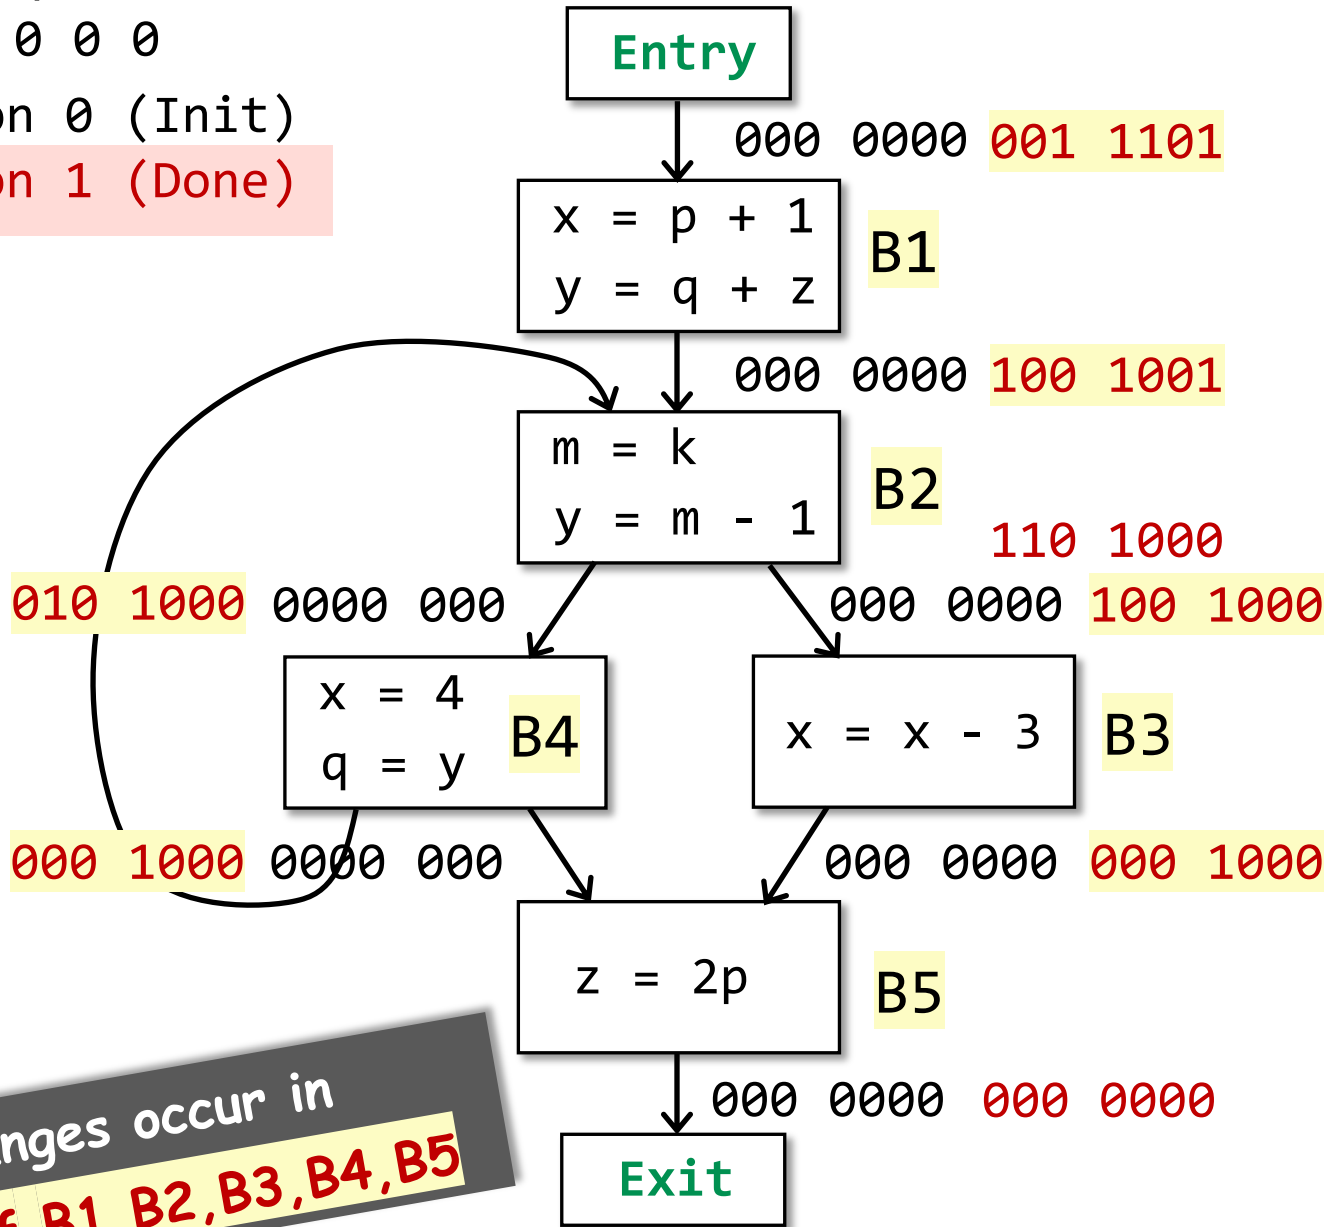 0 0 0
Entry
on 0 (Init)
000 0000 001 1101
on 1 (Done)
x = p + 1
y = q + z
B1
000 0000 100 1001
m = k
y = m - 1
B2
110 1000
010 1000 0000 000
000 0000 100 1000
x = 4
q = y
B4
x = x - 3
B3
000 1000 0000 000
000 0000 000 1000
z = 2p
B5
000 0000 000 0000
nges occur in
B1, B2,B3,B4,B5
Exit